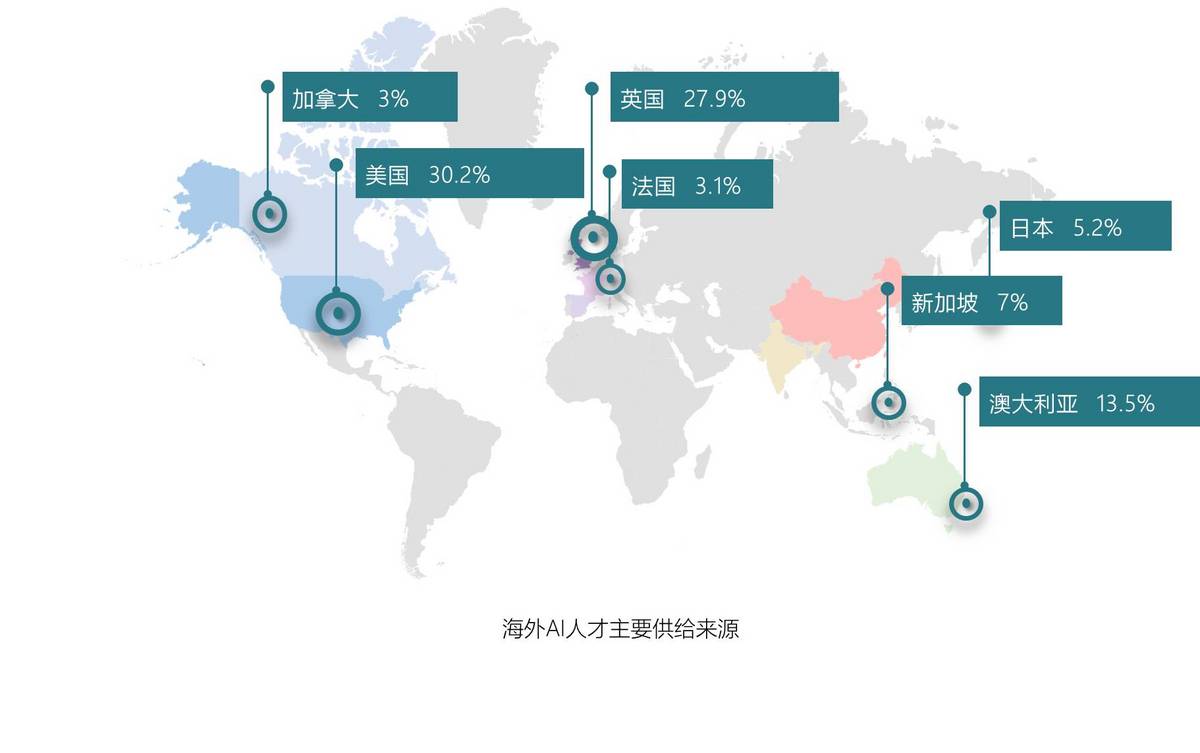 加拿大 3%
英国 27.9%
美国 30.2%
法国 3.1%
日本 5.2%
新加坡 7%
澳大利亚 13.5%
海外AI人才主要供给来源